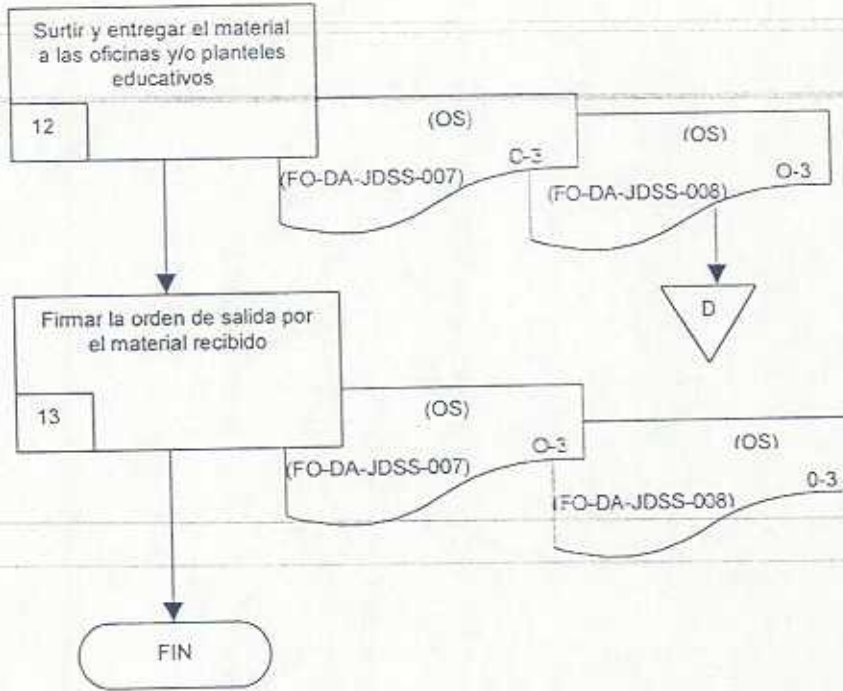 Surtir y entregar el material
a las oficinas y/o planteles
educativos
12
(OS)
O-3
(FO-DA-JDSS-007)
(OS)
O-3
(FO-DA-JDSS-008)
D
Firmar la orden de salida por
el material recibido
13
(OS)
O-3
(FO-DA-JDSS-007)
(OS)
0-3
(FO-DA-JDSS-008)
FIN